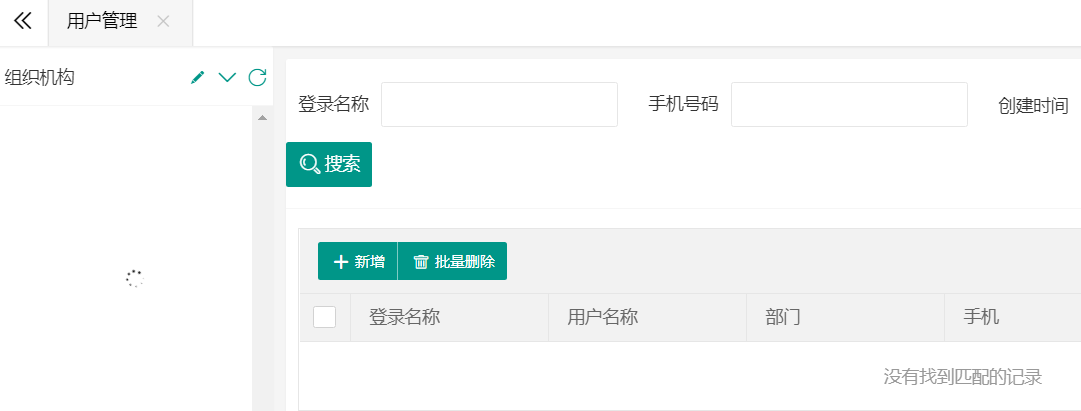 用户管理
组织机构
登录名称 手机号码 创建时间
搜索
新增 批量删除
登录名称 用户名称 部门 手机
没有找到匹配的记录